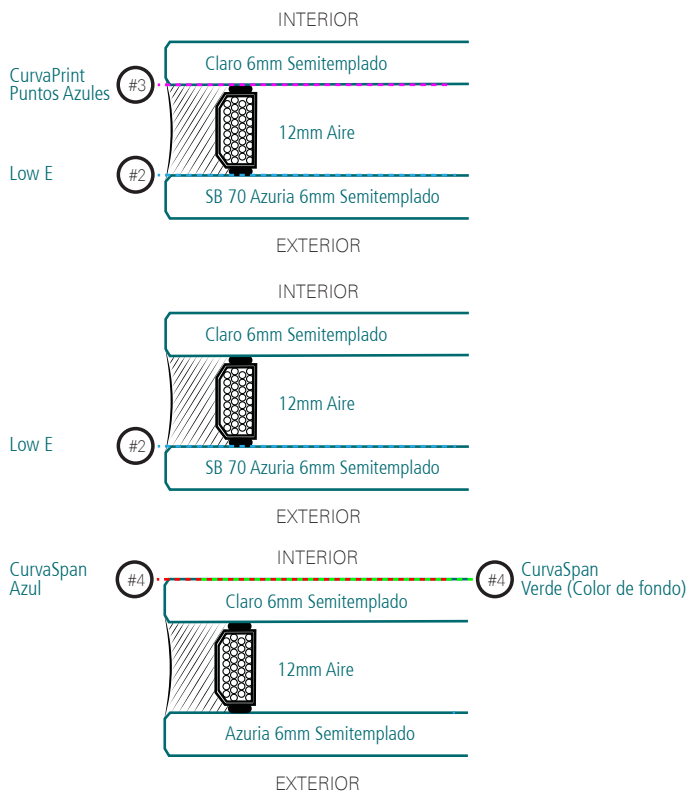 INTERIOR
Claro 6mm Semitemplado
CurvaPrint
Puntos Azules
#3
12mm Aire
Low E
#2
SB 70 Azuria 6mm Semitemplado
EXTERIOR
INTERIOR
Claro 6mm Semitemplado
12mm Aire
Low E
#2
SB 70 Azuria 6mm Semitemplado
EXTERIOR
INTERIOR
CurvaSpan
Azul
#4
#4
CurvaSpan
Verde (Color de fondo)
Claro 6mm Semitemplado
12mm Aire
Azuria 6mm Semitemplado
EXTERIOR